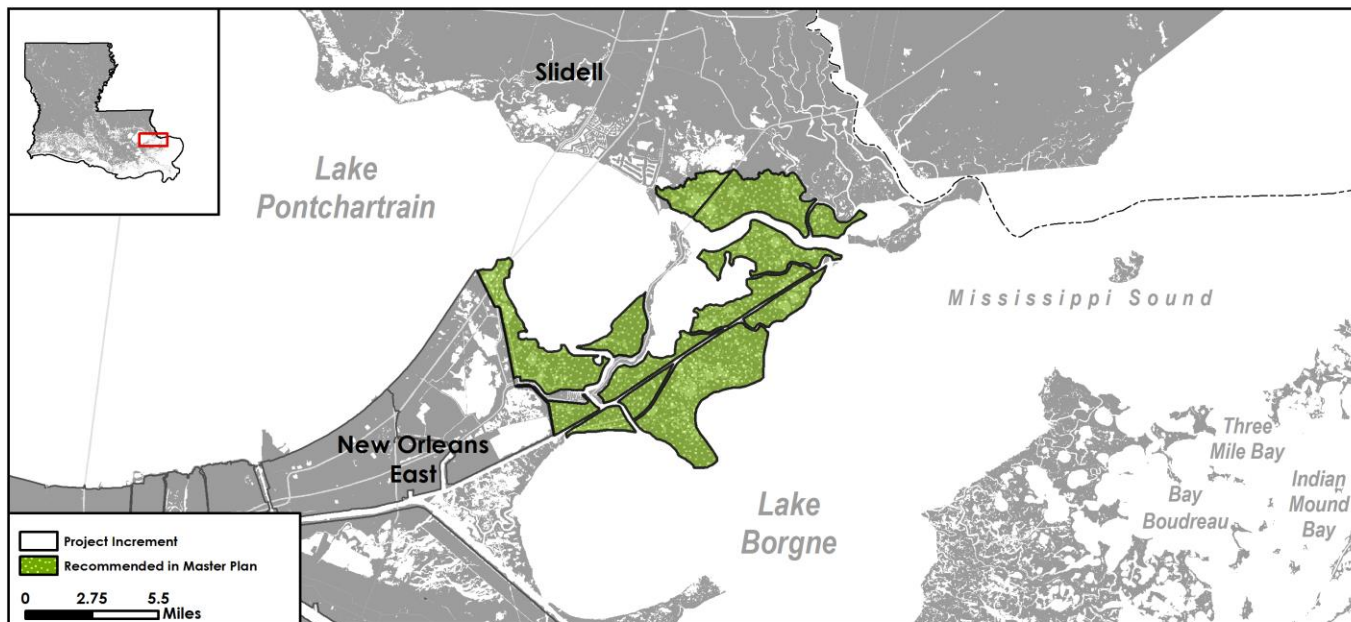 Slidell
Lake
Pontchartrain
Mississippi Sound
New Orleans
East
Three
Mile Bay
Indian
Mound
Bay
Bay
Boudreau
Lake
Borgne
Project Increment
Recommended in Master Plan
0 2.75 5.5
Miles